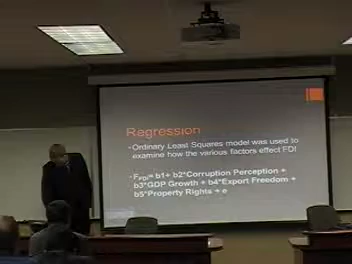 Regression
Ordinary Least Squares model was used to
examine how the various factors effect FDI
FFDI= b1+ b2*Corruption Perception +
b3*GDP Growth + b4*Export Freedom +
b5*Property Rights + e